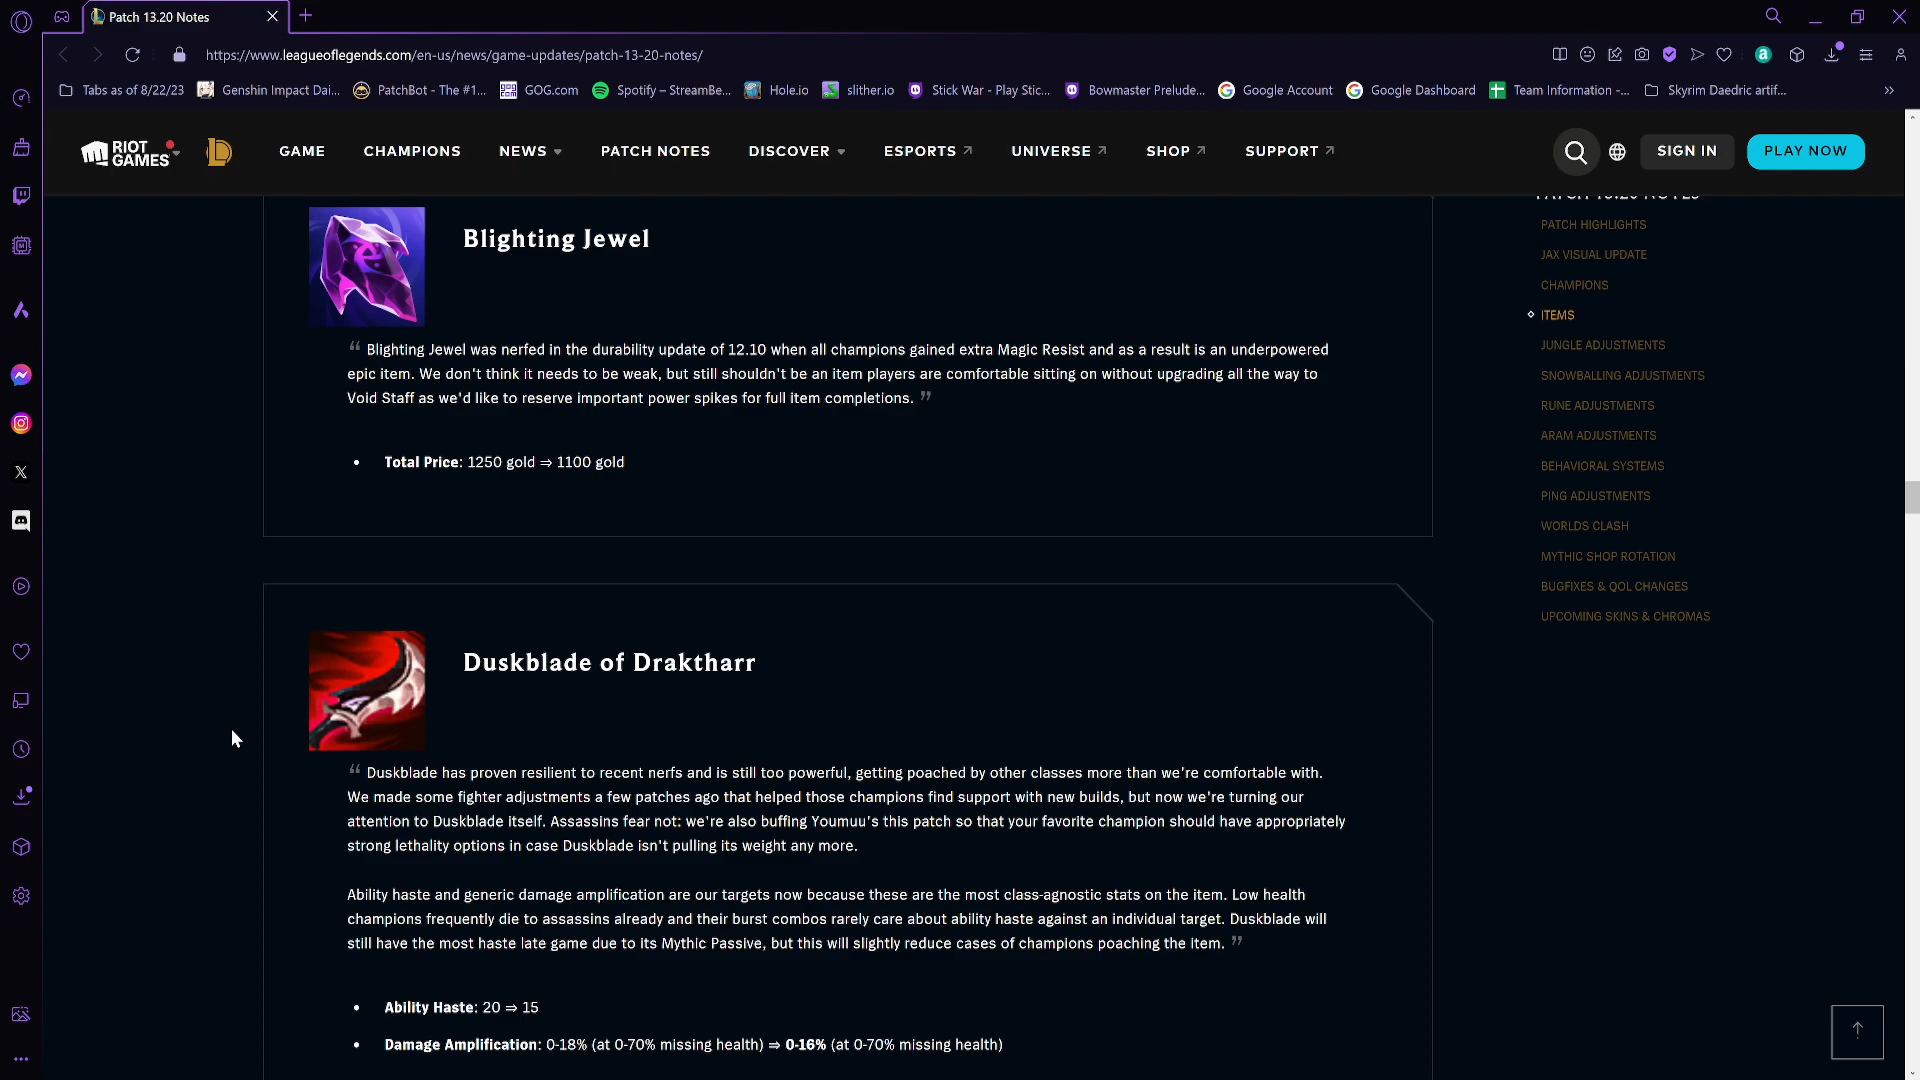 Patch 13.20 Notes
https://www.leagueoflegends.com/en-us/news/game-updates/patch-13-20-notes/
Tabs as of 8/22/23
Genshin Impact Dai...
PatchBot - The #1...
GOG.com
Spotify – StreamBe...
Hole.io
slither.io
Stick War - Play Stic...
Bowmaster Prelude...
Google Account
Google Dashboard
Team Information -...
Skyrim Daedric artif...
RIOT GAMES
GAME
CHAMPIONS
NEWS
PATCH NOTES
DISCOVER
ESPORTS
UNIVERSE
SHOP
SUPPORT
SIGN IN
PLAY NOW
PATCH 13.20 NOTES
PATCH HIGHLIGHTS
JAX VISUAL UPDATE
CHAMPIONS
ITEMS
JUNGLE ADJUSTMENTS
SNOWBALLING ADJUSTMENTS
RUNE ADJUSTMENTS
ARAM ADJUSTMENTS
BEHAVIORAL SYSTEMS
PING ADJUSTMENTS
WORLDS CLASH
MYTHIC SHOP ROTATION
BUGFIXES & QOL CHANGES
UPCOMING SKINS & CHROMAS
Blighting Jewel
“ Blighting Jewel was nerfed in the durability update of 12.10 when all champions gained extra Magic Resist and as a result is an underpowered
epic item. We don't think it needs to be weak, but still shouldn't be an item players are comfortable sitting on without upgrading all the way to
Void Staff as we'd like to reserve important power spikes for full item completions. ”
• Total Price: 1250 gold ⇒ 1100 gold
Duskblade of Draktharr
“ Duskblade has proven resilient to recent nerfs and is still too powerful, getting poached by other classes more than we're comfortable with.
We made some fighter adjustments a few patches ago that helped those champions find support with new builds, but now we're turning our
attention to Duskblade itself. Assassins fear not: we're also buffing Youmuu's this patch so that your favorite champion should have appropriately
strong lethality options in case Duskblade isn't pulling its weight any more.
Ability haste and generic damage amplification are our targets now because these are the most class-agnostic stats on the item. Low health
champions frequently die to assassins already and their burst combos rarely care about ability haste against an individual target. Duskblade will
still have the most haste late game due to its Mythic Passive, but this will slightly reduce cases of champions poaching the item. ”
• Ability Haste: 20 ⇒ 15
• Damage Amplification: 0-18% (at 0-70% missing health) ⇒ 0-16% (at 0-70% missing health)